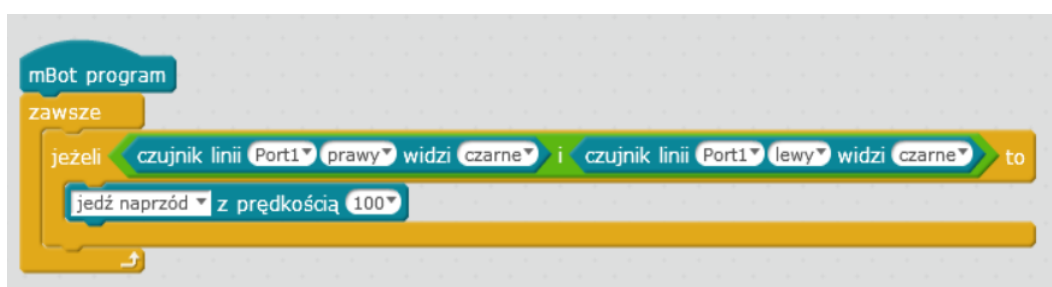 mBot program
zawsze
jeżeli czujnik linii Port1 prawy widzi czarne i czujnik linii Port1 lewy widzi czarne to
jedź naprzód z prędkością 100